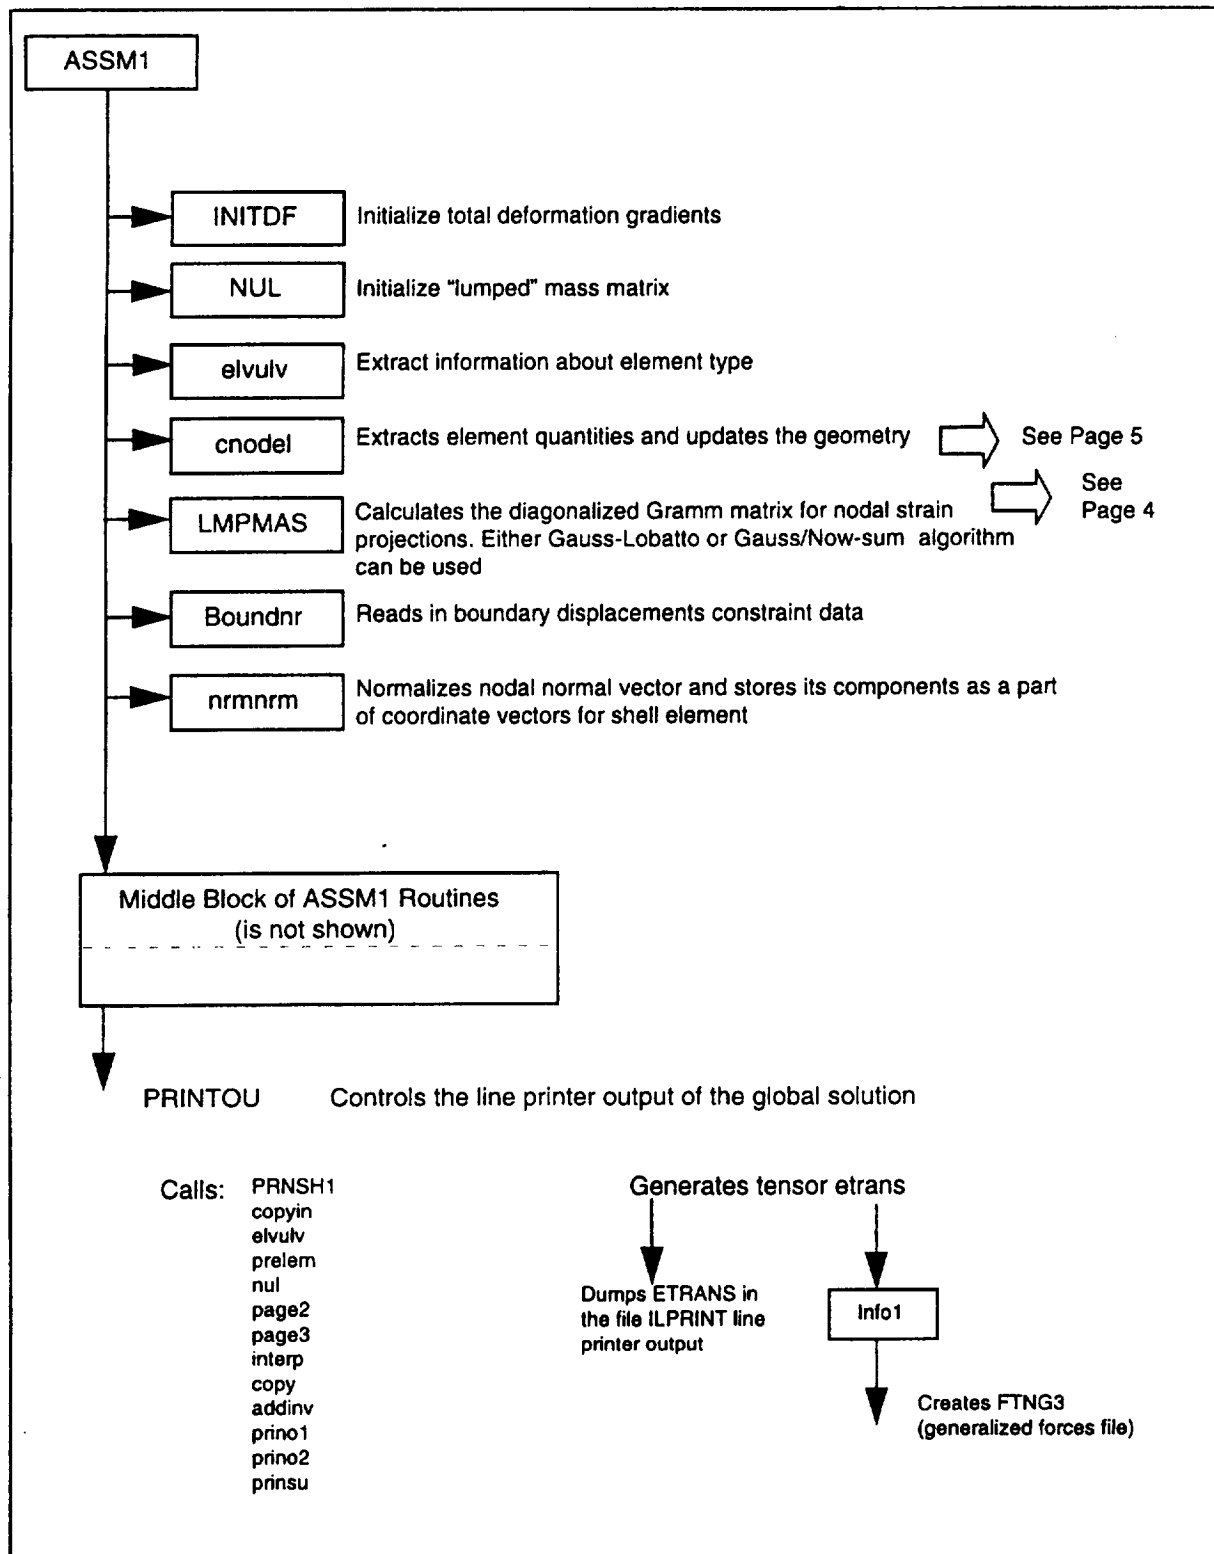 ASSM1
INITDF
Initialize total deformation gradients
NUL
Initialize "lumped" mass matrix
elvulv
Extract information about element type
cnodel
Extracts element quantities and updates the geometry
See Page 5
LMPMAS
Calculates the diagonalized Gramm matrix for nodal strain
projections. Either Gauss-Lobatto or Gauss/Now-sum algorithm
can be used
See
Page 4
Boundnr
Reads in boundary displacements constraint data
nrmnrm
Normalizes nodal normal vector and stores its components as a part
of coordinate vectors for shell element
Middle Block of ASSM1 Routines
(is not shown)
PRINTOU
Controls the line printer output of the global solution
Calls:
PRNSH1
copyin
elvulv
prelem
nul
page2
page3
interp
copy
addinv
prino1
prino2
prinsu
Generates tensor etrans
Dumps ETRANS in
the file ILPRINT line
printer output
Info1
Creates FTNG3
(generalized forces file)